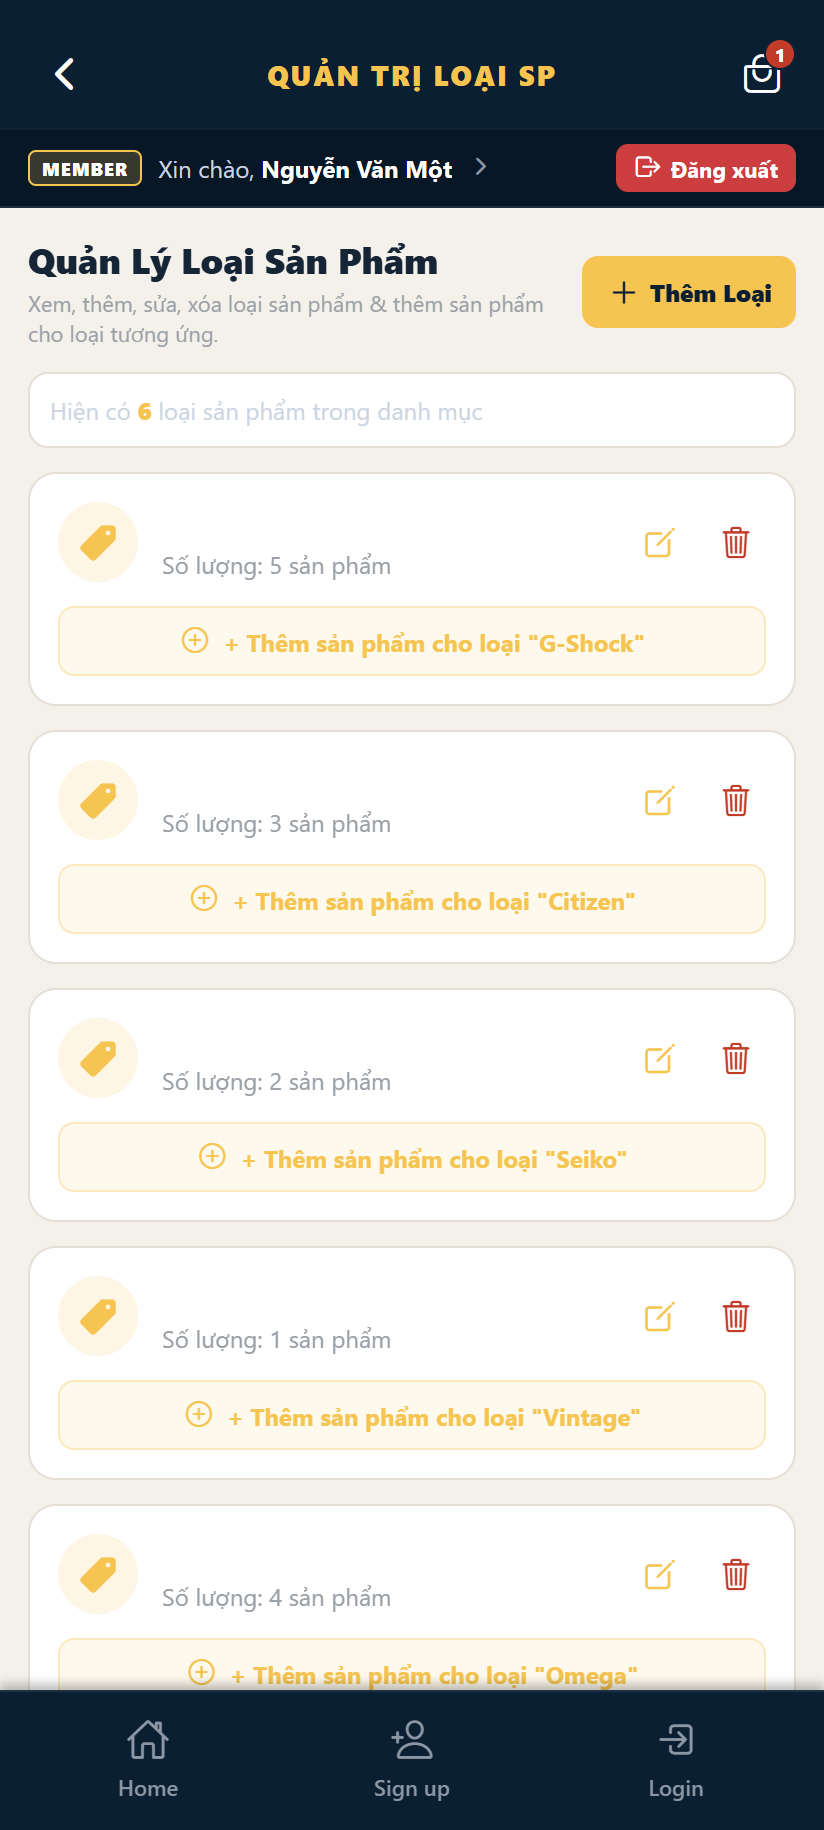 QUẢN TRỊ LOẠI SP
1
MEMBER Xin chào, Nguyễn Văn Một Đăng xuất
Quản Lý Loại Sản Phẩm
Xem, thêm, sửa, xóa loại sản phẩm & thêm sản phẩm
cho loại tương ứng.
Thêm Loại
Hiện có 6 loại sản phẩm trong danh mục
Số lượng: 5 sản phẩm
+ Thêm sản phẩm cho loại "G-Shock"
Số lượng: 3 sản phẩm
+ Thêm sản phẩm cho loại "Citizen"
Số lượng: 2 sản phẩm
+ Thêm sản phẩm cho loại "Seiko"
Số lượng: 1 sản phẩm
+ Thêm sản phẩm cho loại "Vintage"
Số lượng: 4 sản phẩm
+ Thêm sản phẩm cho loại "Omega"
Home Sign up Login